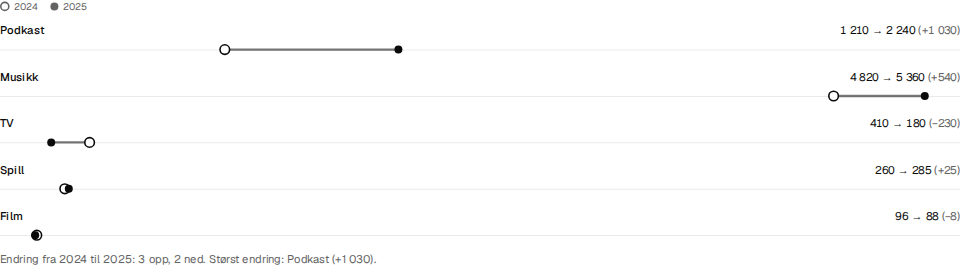 2024 2025
Podkast 1 210 → 2 240 (+1 030)
Musikk 4 820 → 5 360 (+540)
TV 410 → 180 (−230)
Spill 260 → 285 (+25)
Film 96 → 88 (−8)
Endring fra 2024 til 2025: 3 opp, 2 ned. Størst endring: Podkast (+1 030).